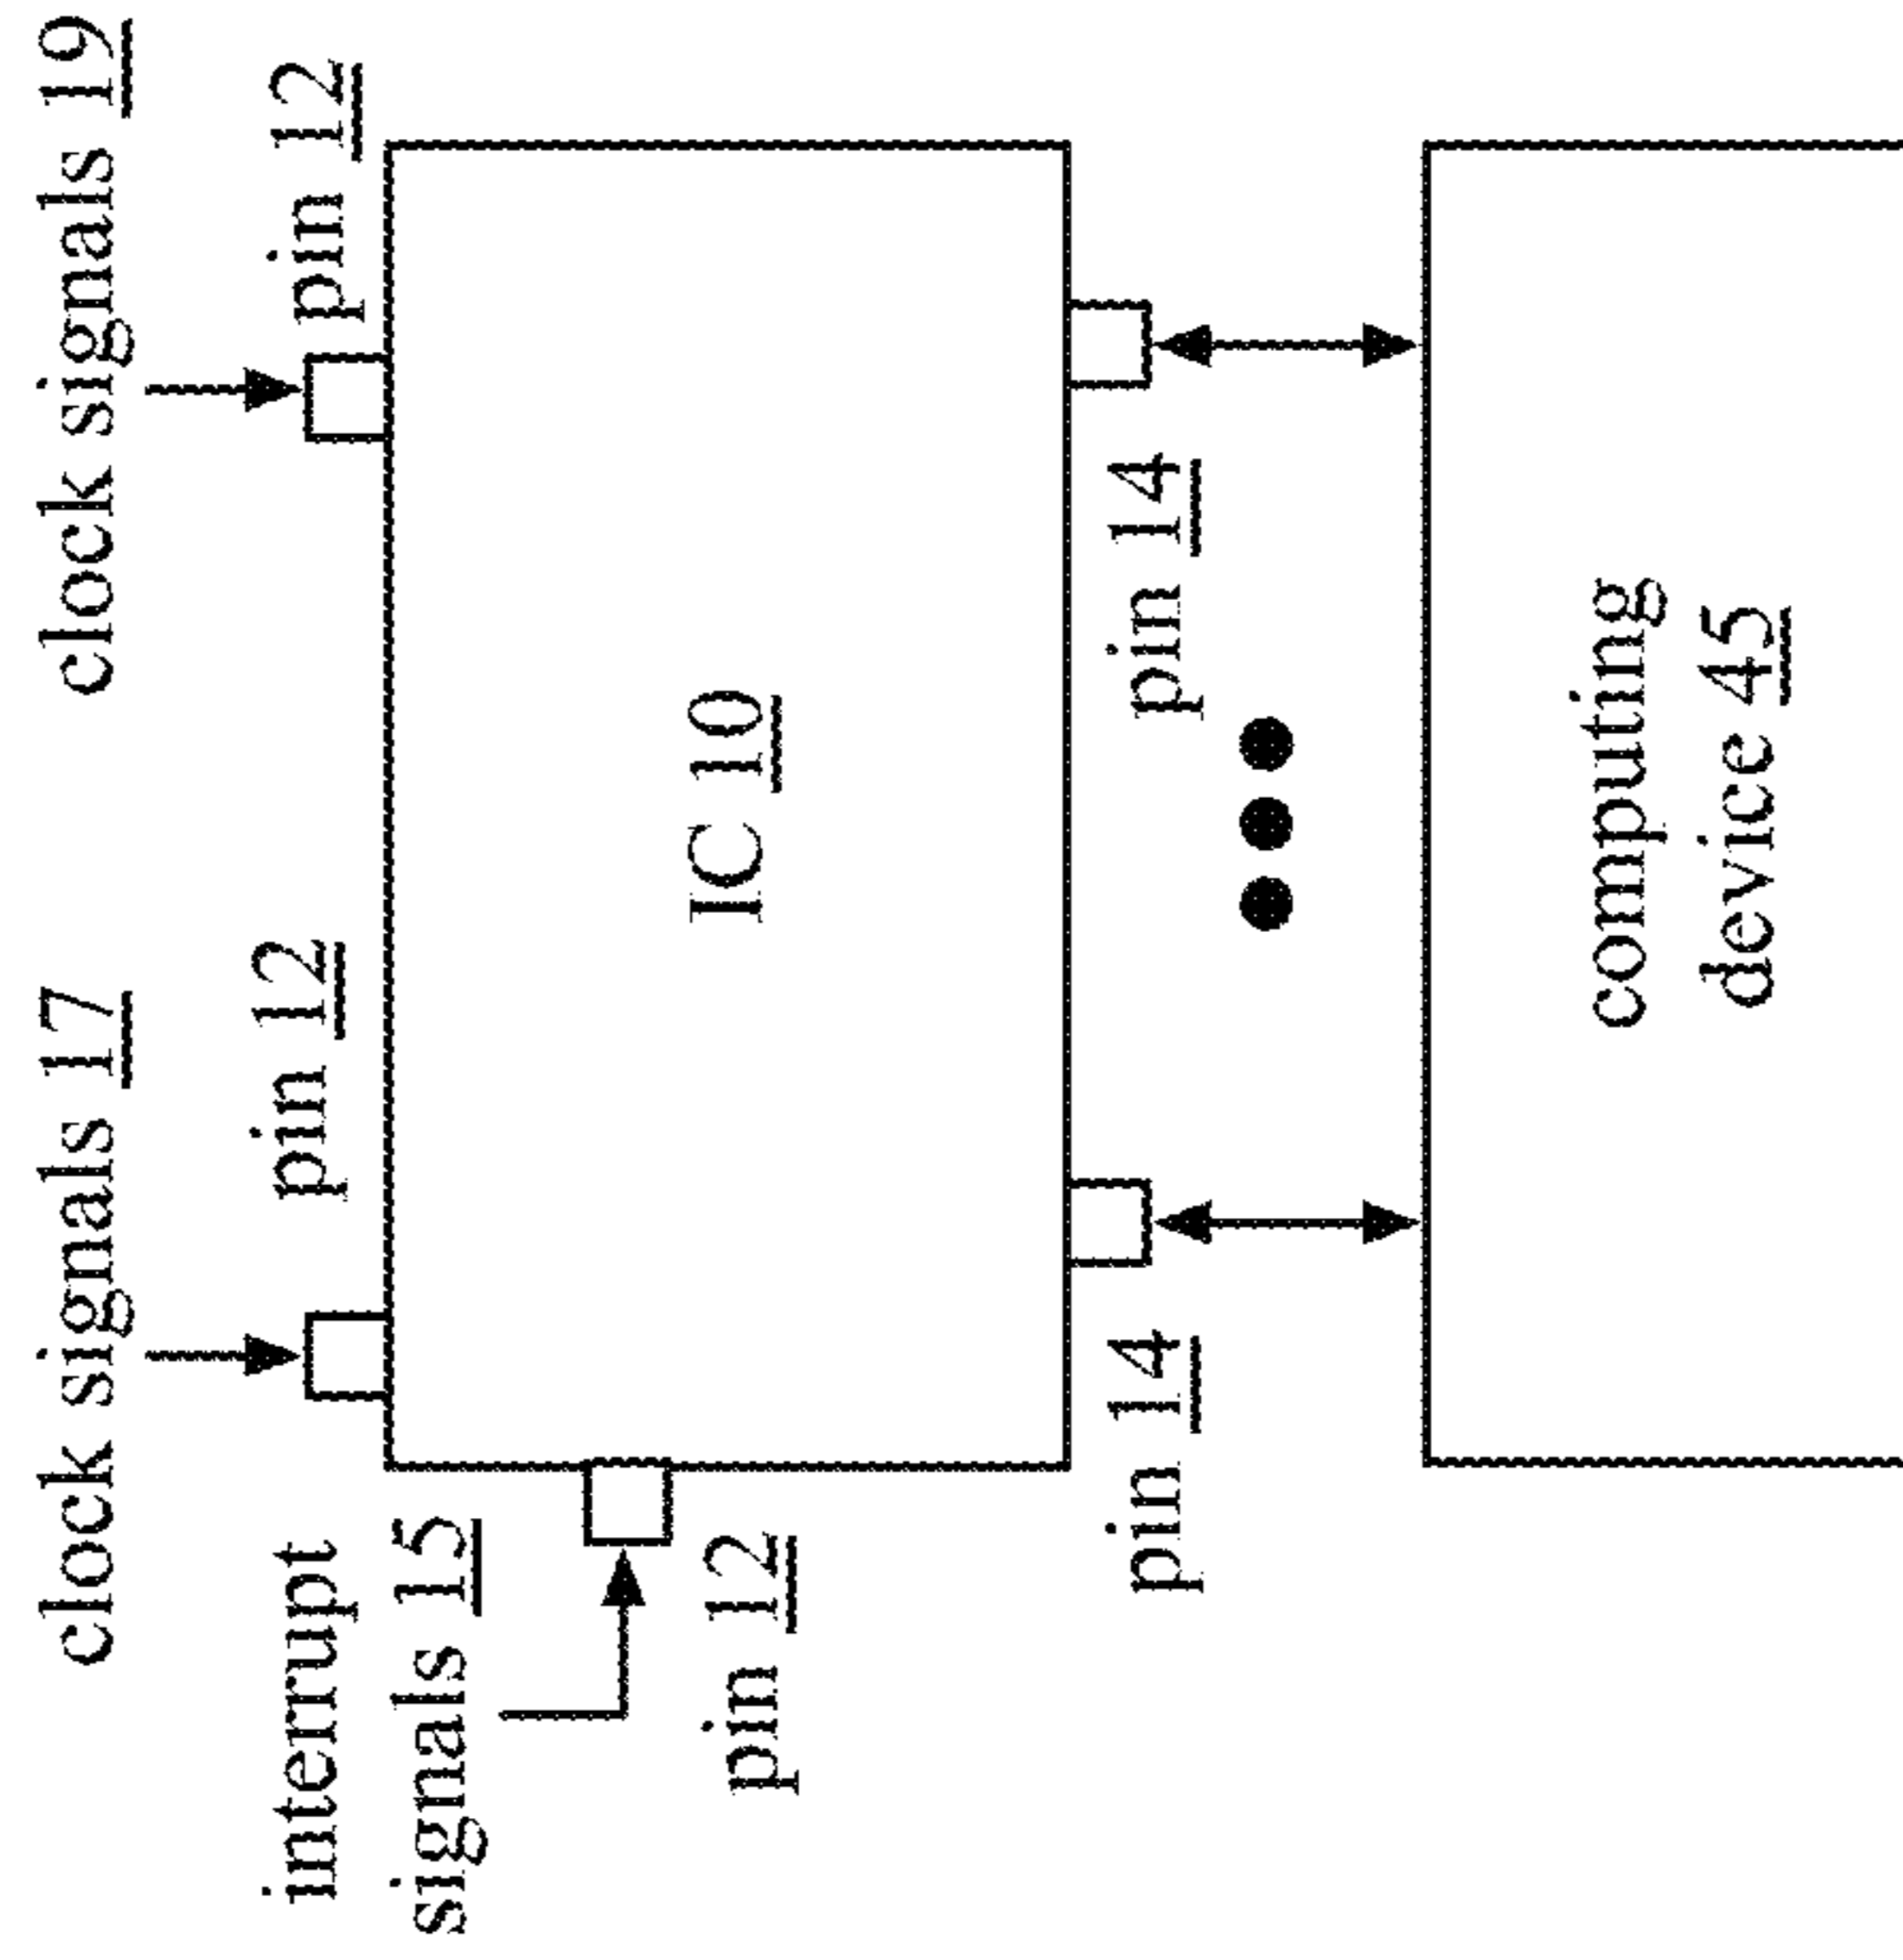 clock signals 17
clock signals 19
interrupt
signals 15
pin 12
pin 12
pin 12
IC 10
pin 14
pin 14
computing
device 45